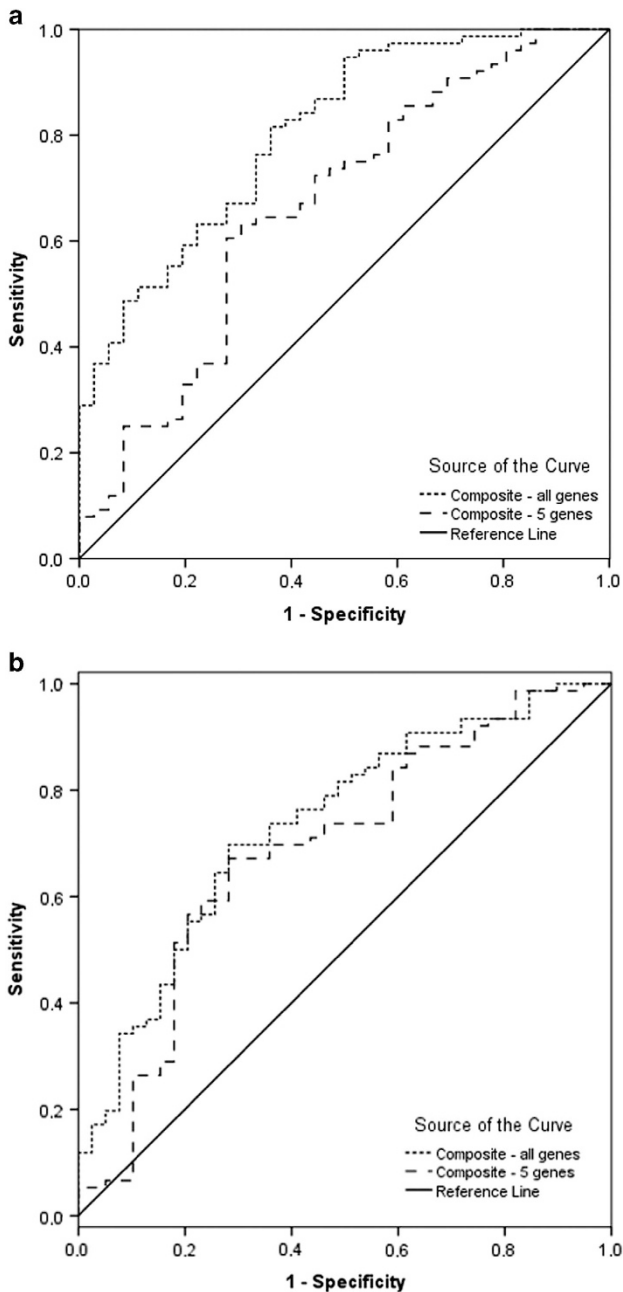 a
1.0
0.8
0.6
0.4
0.2
0.0
Sensitivity
Source of the Curve
Composite - all genes
Composite - 5 genes
Reference Line
0.0 0.2 0.4 0.6 0.8 1.0
1 - Specificity
b
1.0
0.8
0.6
0.4
0.2
0.0
Sensitivity
Source of the Curve
Composite - all genes
Composite - 5 genes
Reference Line
0.0 0.2 0.4 0.6 0.8 1.0
1 - Specificity